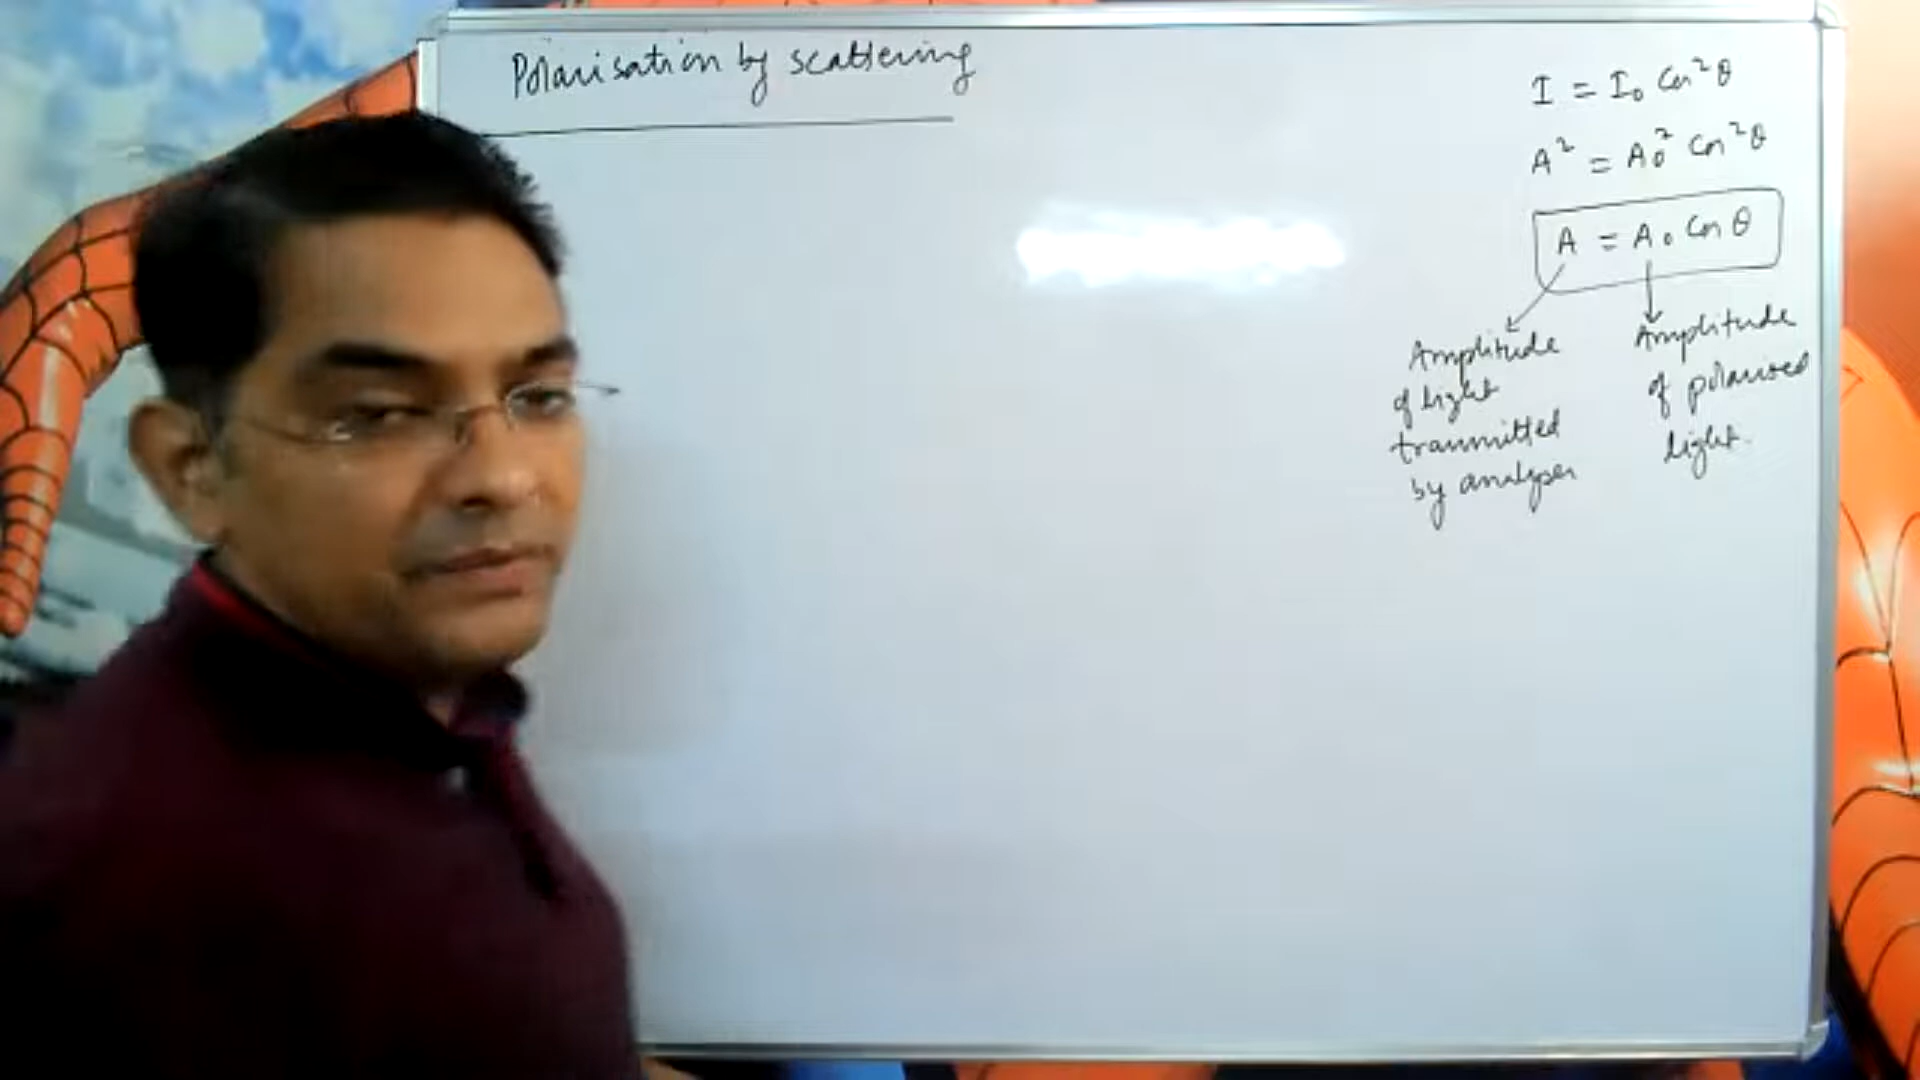 Polarisation by scattering
I = I₀ Cos²θ
A² = A₀² Cos²θ
A = A₀ Cos θ
Amplitude
of light
transmitted
by analyser
Amplitude
of polarised
light.